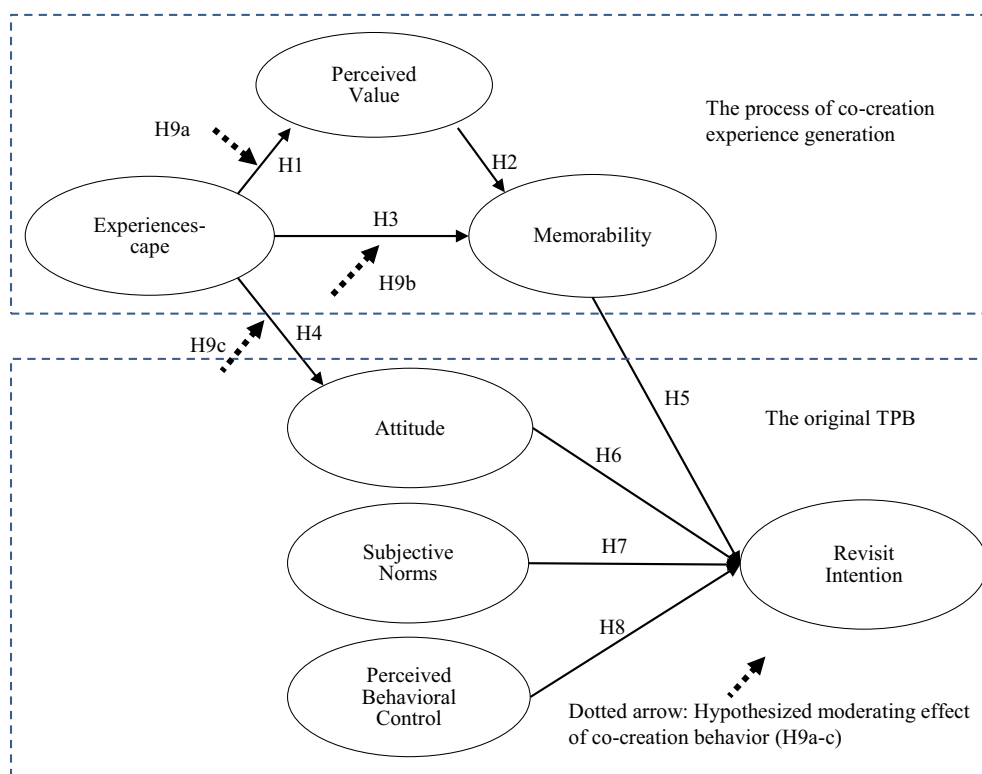 Perceived
Value
The process of co-creation
experience generation
H9a
H1
H2
Experiences-
cape
H3
Memorability
H9b
H4
H9c
H5
The original TPB
Attitude
H6
Subjective
Norms
H7
Revisit
Intention
H8
Perceived
Behavioral
Control
Dotted arrow: Hypothesized moderating effect
of co-creation behavior (H9a-c)